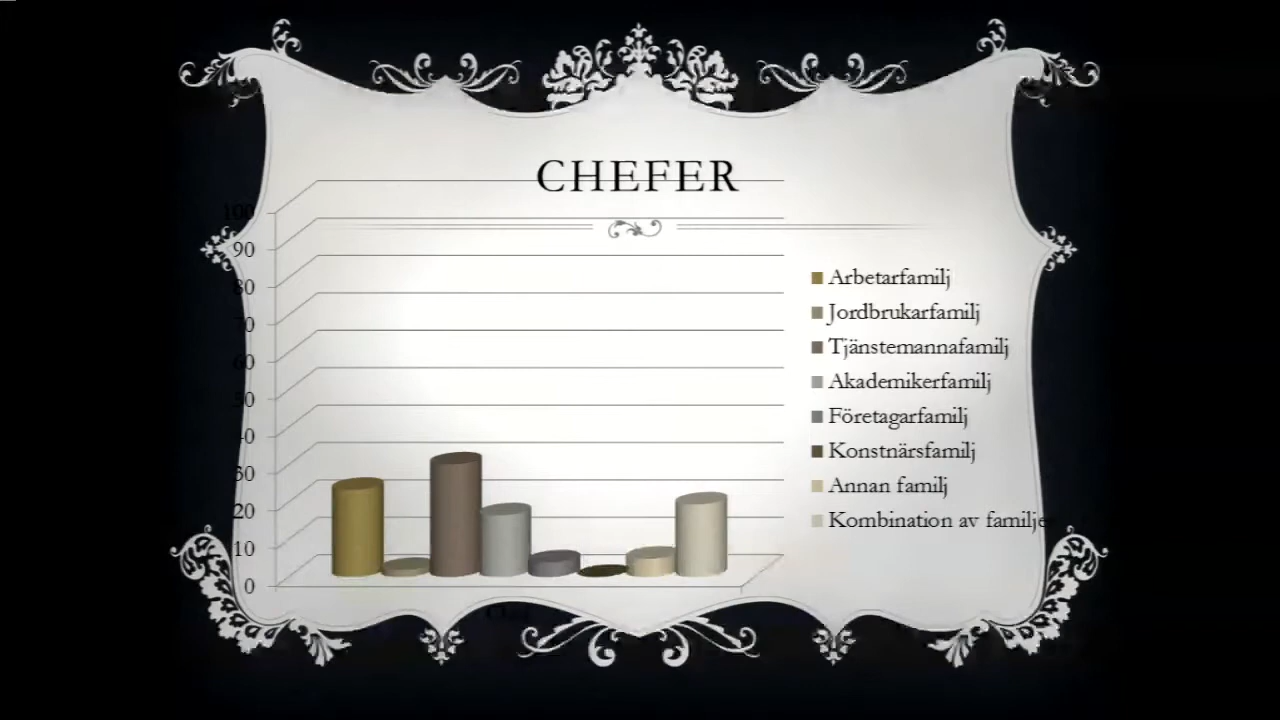 CHEFER
100
90
80
70
60
50
40
30
20
10
0
Arbetarfamilj
Jordbrukarfamilj
Tjänstemannafamilj
Akademikerfamilj
Företagarfamilj
Konstnärsfamilj
Annan familj
Kombination av familjer